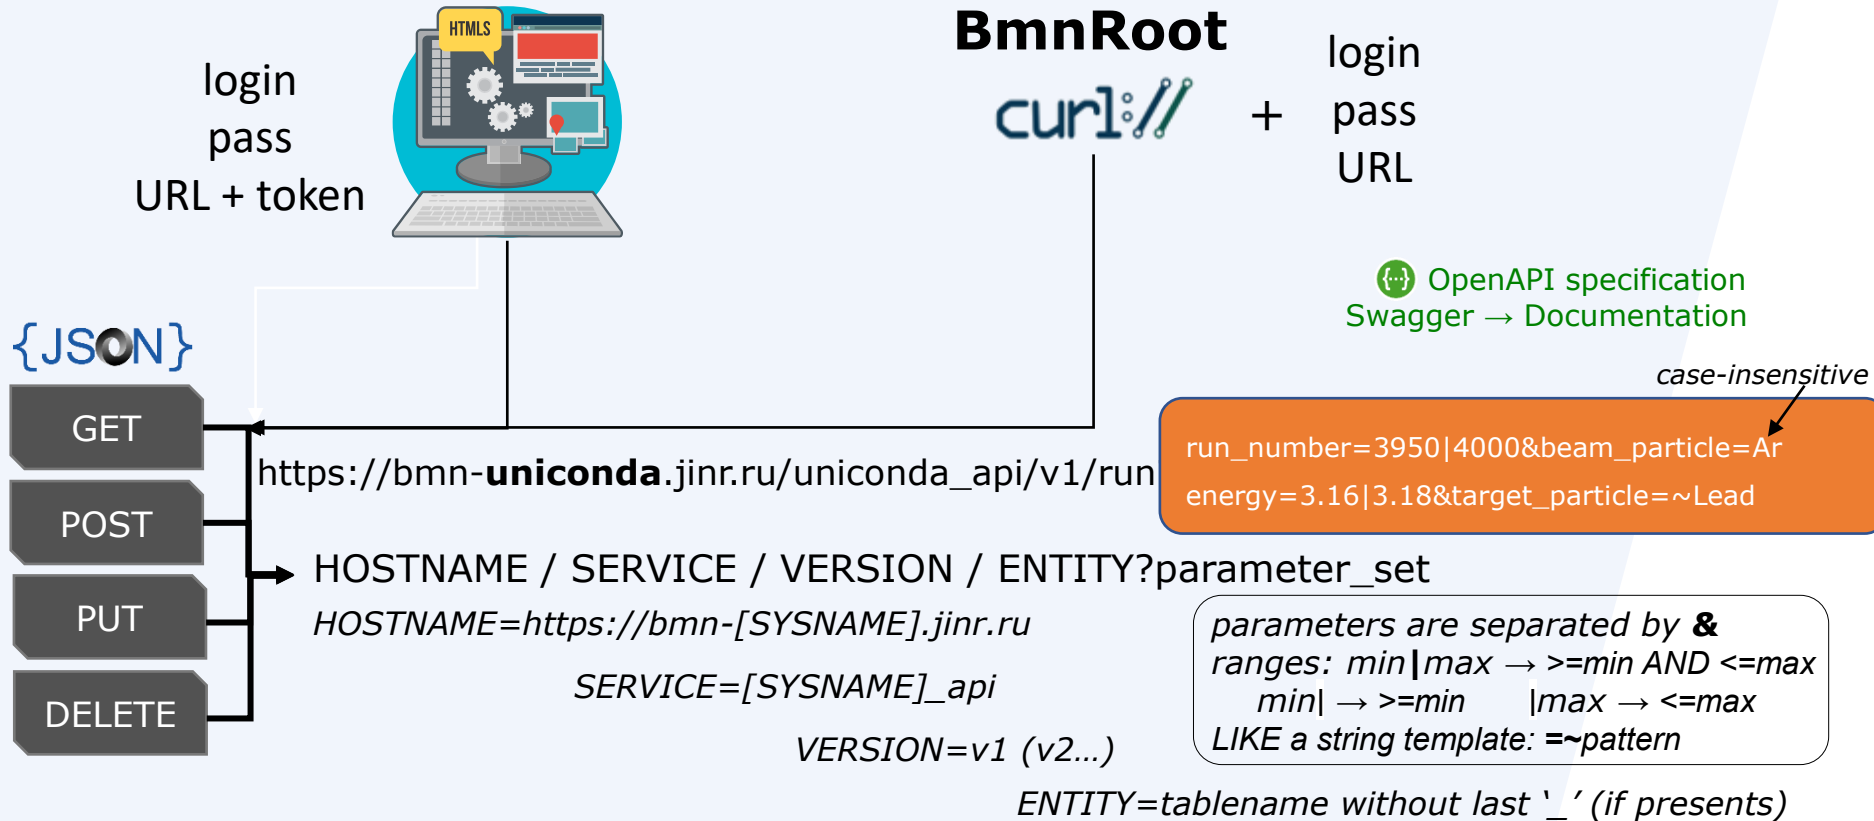 HTML5
login
pass
URL + token
BmnRoot
curl://
+
login
pass
URL
{···} OpenAPI specification
Swagger → Documentation
{JSON}
case-insensitive
GET
POST
PUT
DELETE
https://bmn-uniconda.jinr.ru/uniconda_api/v1/run
run_number=3950|4000&beam_particle=Ar
energy=3.16|3.18&target_particle=~Lead
HOSTNAME / SERVICE / VERSION / ENTITY?parameter_set
HOSTNAME=https://bmn-[SYSNAME].jinr.ru
SERVICE=[SYSNAME]_api
VERSION=v1 (v2…)
ENTITY=tablename without last ‘_’ (if presents)
parameters are separated by &
ranges: min|max → >=min AND <=max
min| → >=min |max → <=max
LIKE a string template: =~pattern